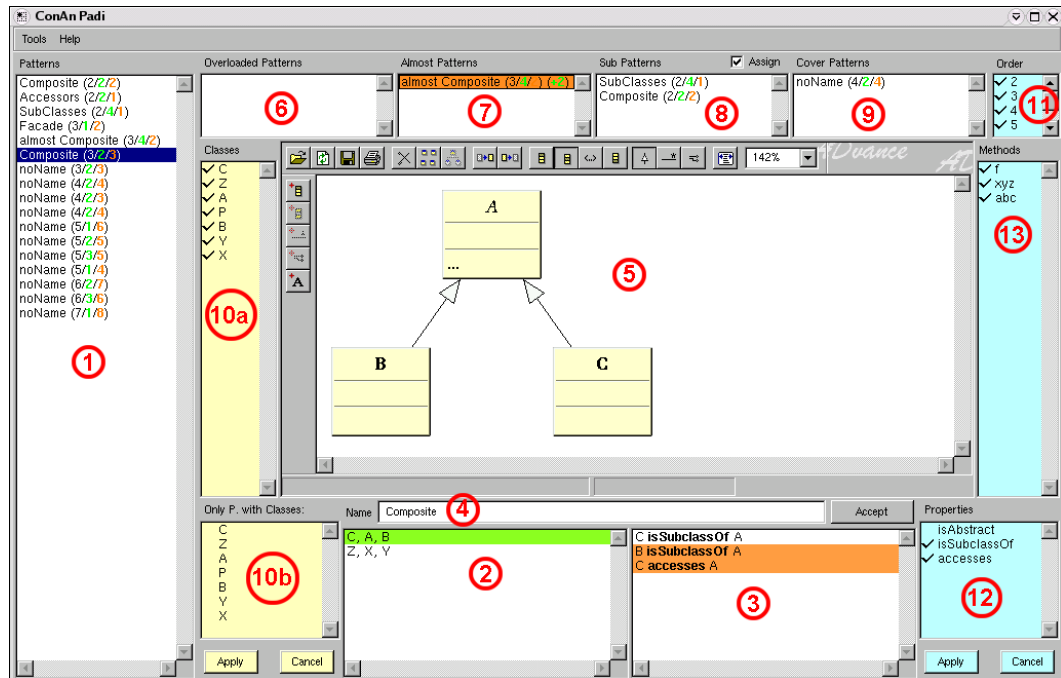 ConAn Padi
Tools Help
Patterns
Composite (2/2/2)
Accessors (2/2/1)
SubClasses (2/4/1)
Facade (3/1/2)
almost Composite (3/4/2)
Composite (3/2/3)
noName (3/2/3)
noName (4/2/4)
noName (4/2/3)
noName (4/2/4)
noName (5/1/6)
noName (5/2/5)
noName (5/3/5)
noName (5/1/4)
noName (6/2/7)
noName (6/3/6)
noName (7/1/8)
1
Overloaded Patterns
6
Almost Patterns
almost Composite (3/4/ ) (+2)
7
Sub Patterns
Assign
SubClasses (2/4/1)
Composite (2/2/2)
8
Cover Patterns
noName (4/2/4)
9
Order
2
3
4
5
11
Classes
C
Z
A
P
B
Y
X
10a
142%
ADvance
A
...
B
C
5
Methods
f
xyz
abc
13
Only P. with Classes:
C
Z
A
P
B
Y
X
10b
Apply Cancel
Name Composite
4
Accept
C, A, B
Z, X, Y
2
C isSubclassOf A
B isSubclassOf A
C accesses A
3
Properties
isAbstract
isSubclassOf
accesses
12
Apply Cancel